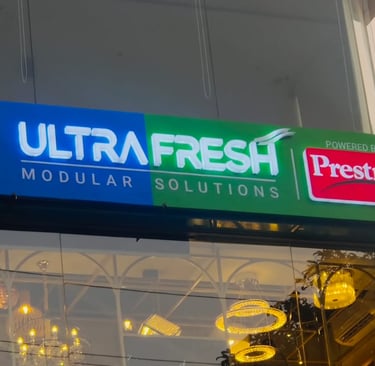 ULTRAFRESH
MODULAR SOLUTIONS
POWERED